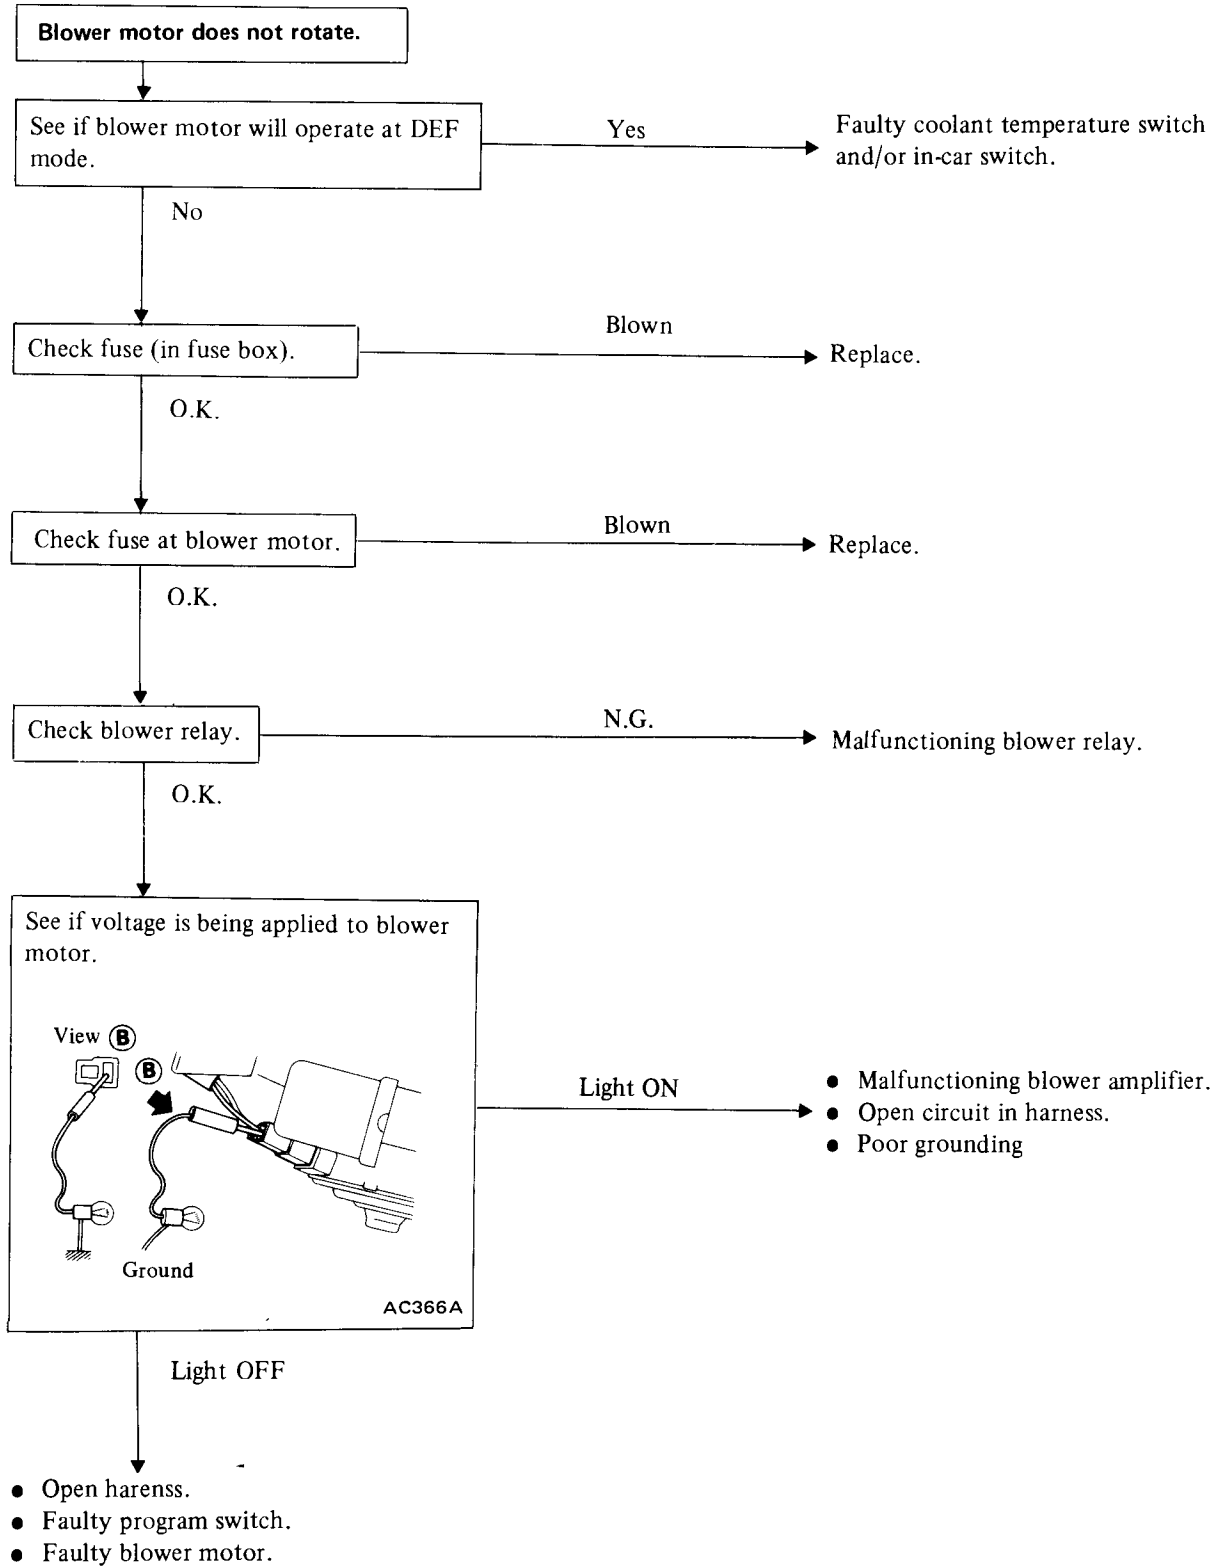 Blower motor does not rotate.
See if blower motor will operate at DEF
mode.
Yes
Faulty coolant temperature switch
and/or in-car switch.
No
Check fuse (in fuse box).
Blown
Replace.
O.K.
Check fuse at blower motor.
Blown
Replace.
O.K.
Check blower relay.
N.G.
Malfunctioning blower relay.
O.K.
See if voltage is being applied to blower
motor.
View B
B
Ground
AC366A
Light ON
● Malfunctioning blower amplifier.
● Open circuit in harness.
● Poor grounding
Light OFF
● Open harenss.
● Faulty program switch.
● Faulty blower motor.